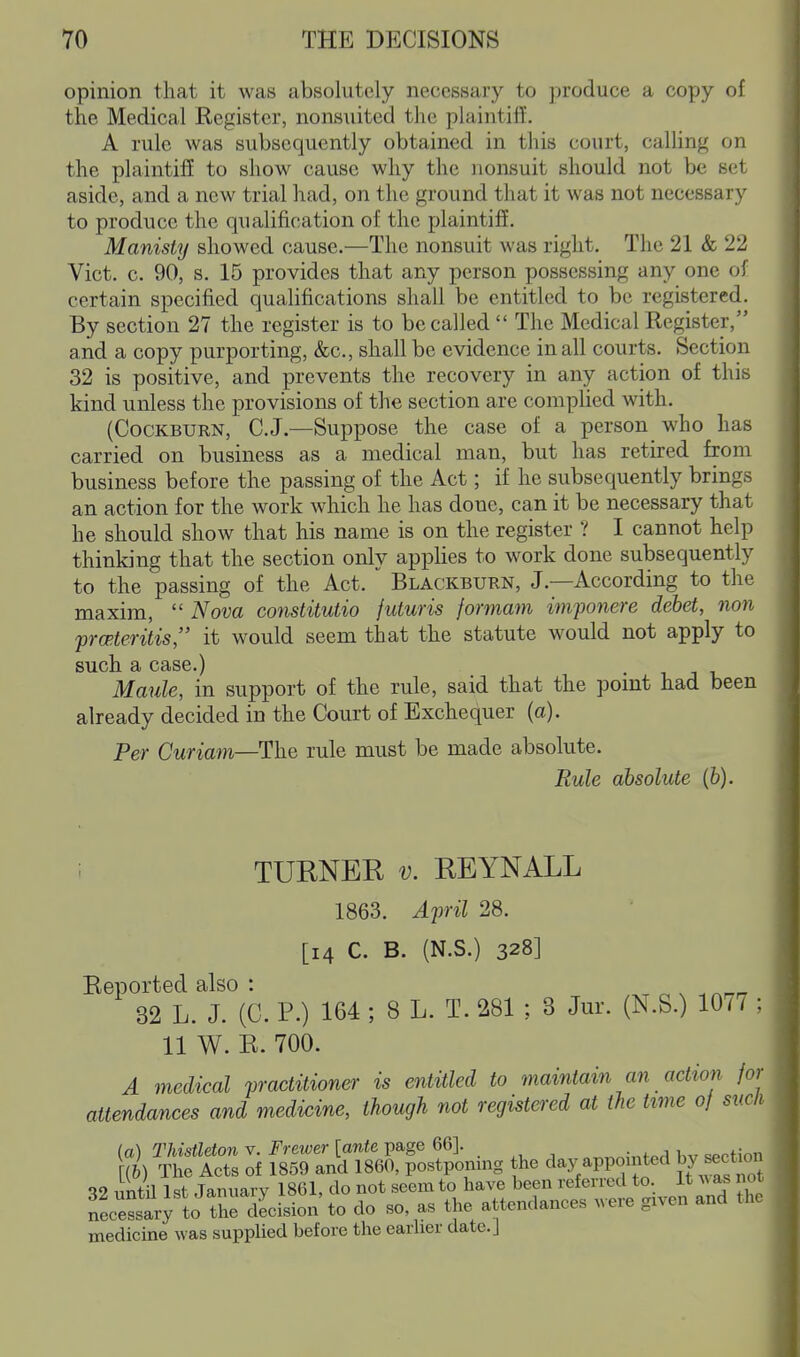 70 THE DECISIONS
opinion that it was absolutely necessary to produce a copy of
the Medical Register, nonsuited the plaintiff.
A rule was subsequently obtained in this court, calling on
the plaintiff to show cause why the nonsuit should not be set
aside, and a new trial had, on the ground that it was not necessary
to produce the qualification of the plaintiff.
Manisty showed cause.—The nonsuit was right. The 21 & 22
Vict. c. 90, s. 15 provides that any person possessing any one of
certain specified qualifications shall be entitled to be registered.
By section 27 the register is to be called “ The Medical Register,”
and a copy purporting, &c., shall be evidence in all courts. Section
32 is positive, and prevents the recovery in any action of this
kind unless the provisions of the section are complied with.
(Cockburn, C.J.—Suppose the case of a person who has
carried on business as a medical man, but has retired from
business before the passing of the Act ; if he subsequently brings
an action for the work which he has done, can it be necessary that
he should show that his name is on the register ? I cannot help
thinking that the section only applies to work done subsequently
to the passing of the Act. Blackburn, J.—According to the
maxim, “ Nova constitutio futuris formam imponere debet, non
præteritis,” it would seem that the statute would not apply to
such a case.)
Maule, in support of the rule, said that the point had been
already decided in the Court of Exchequer (a).
Per Curiam—The rule must be made absolute.
Rule absolute (b).
TURNER v. REYNALL
1863. April 28.
[14 C. B. (N.S.) 328]
Reported also :
32 L. J. (C. P.) 164 ; 8 L. T. 281 ; 3 Jur. (N.S.) 1077 ;
11 W. R. 700.
A medical practitioner is entitled to maintain an action for
attendances and medicine, though not registered at the time of such
(a) Thistleton v. Frewer [ante page 66].
[(b) The Acts of 1859 and 1860, postponing the day appointed by section
32 until 1st January 1861, do not seem to have been referred to. It was not
necessary to the decision to do so, as the attendances were given and the
medicine was supplied before the earlier date.]